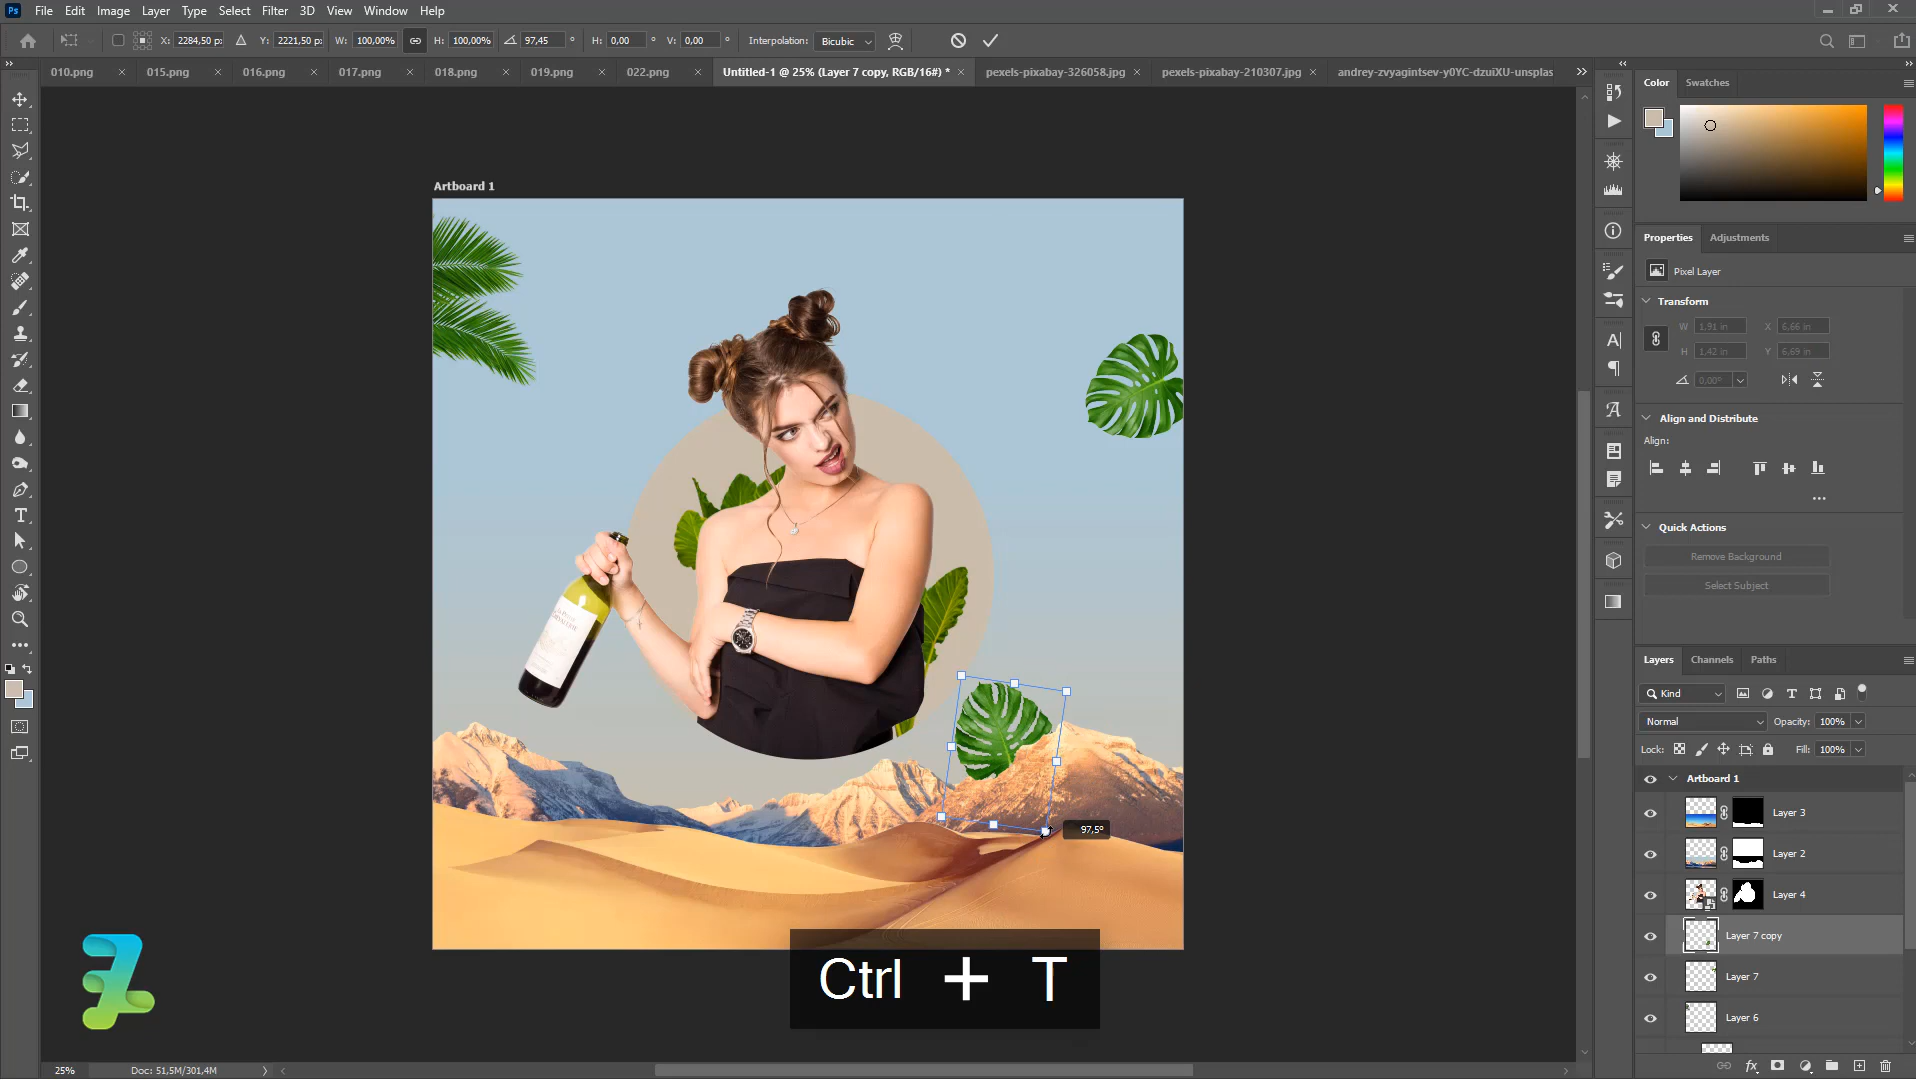 Ps File Edit Image Layer Type Select Filter 3D View Window Help
X: 2284,50 px Y: 2221,50 px W: 100,00% H: 100,00% 97,45 ° H: 0,00 ° V: 0,00 ° Interpolation: Bicubic
010.png 015.png 016.png 017.png 018.png 019.png 022.png Untitled-1 @ 25% (Layer 7 copy, RGB/16#) * pexels-pixabay-326058.jpg pexels-pixabay-210307.jpg andrey-zvyagintsev-y0YC-dzuiXU-unsplas
Color Swatches
Artboard 1
Properties Adjustments
Pixel Layer
Transform
W 1,91 in X 6,66 in
H 1,42 in Y 6,69 in
0,00°
Align and Distribute
Align:
Quick Actions
Remove Background
Select Subject
Layers Channels Paths
Kind
Normal Opacity: 100%
Lock: Fill: 100%
Artboard 1
Layer 3
97,5°
Layer 2
Layer 4
Layer 7 copy
Layer 7
Layer 6
Ctrl + T
25% Doc: 51,5M/301,4M